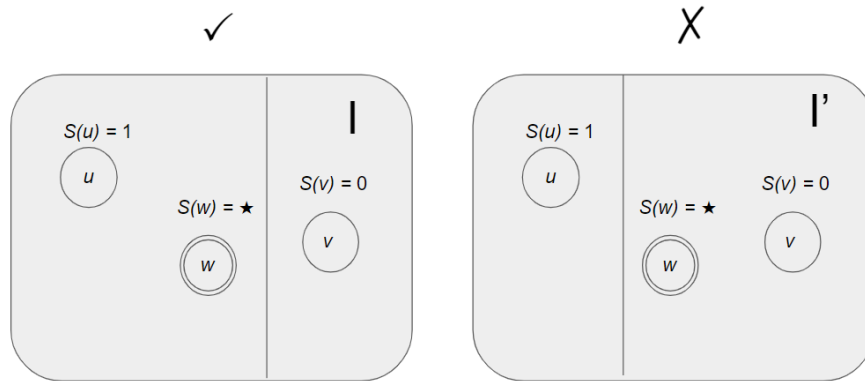 ✓
✗
I
I’
S(u) = 1
S(u) = 1
u
u
S(v) = 0
S(v) = 0
S(w) = ★
S(w) = ★
v
v
w
w